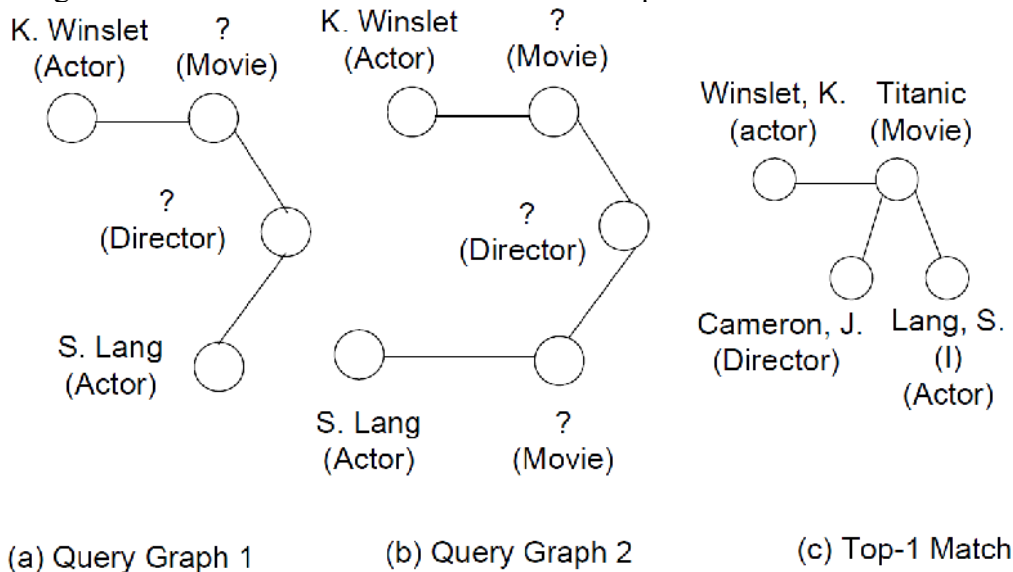 K. Winslet
(Actor)
?
(Movie)
?
(Director)
S. Lang
(Actor)
(a) Query Graph 1
K. Winslet
(Actor)
?
(Movie)
?
(Director)
S. Lang
(Actor)
?
(Movie)
(b) Query Graph 2
Winslet, K.
(actor)
Titanic
(Movie)
Cameron, J.
(Director)
Lang, S.
(I)
(Actor)
(c) Top-1 Match